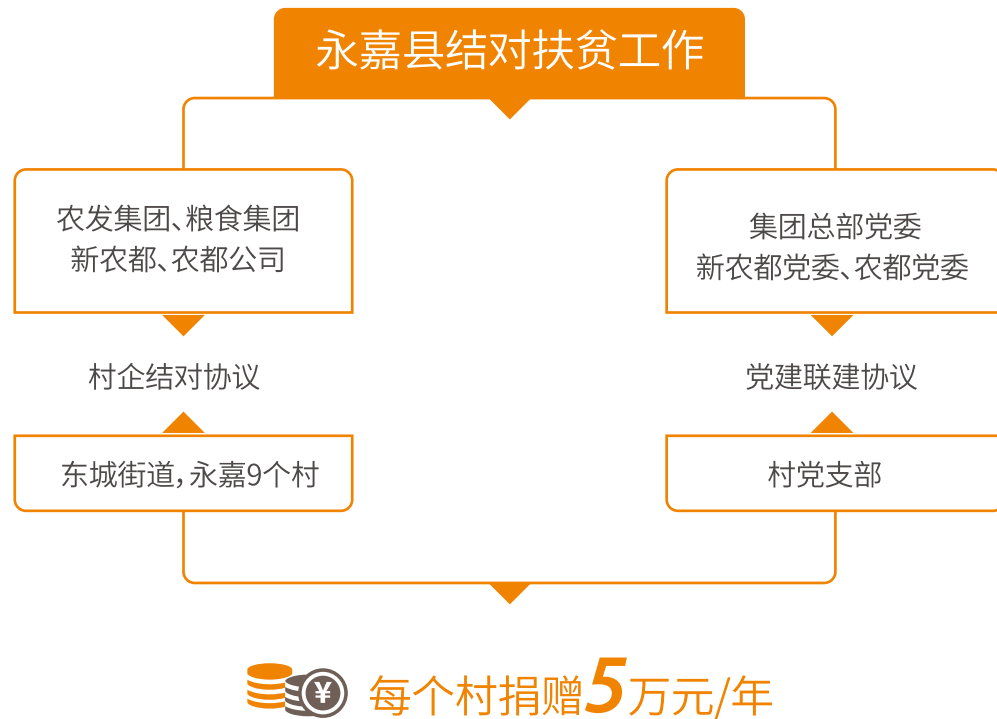 永嘉县结对扶贫工作
农发集团、粮食集团
新农都、农都公司
村企结对协议
东城街道，永嘉9个村
集团总部党委
新农都党委、农都党委
党建联建协议
村党支部
¥
每个村捐赠5万元/年